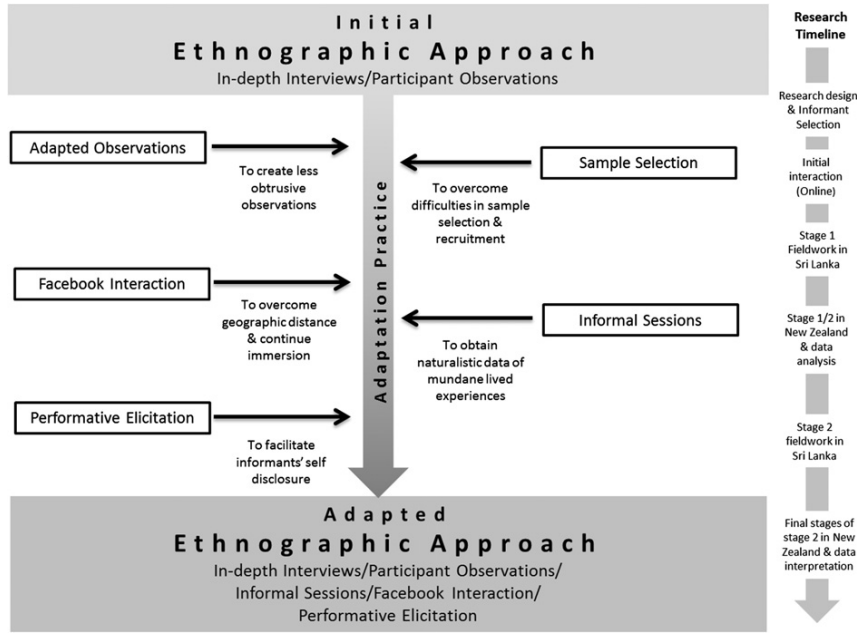 Initial
Ethnographic Approach
In-depth Interviews/Participant Observations
Adapted Observations
To create less
obtrusive
observations
Sample Selection
To overcome
difficulties in sample
selection &
recruitment
Facebook Interaction
To overcome
geographic distance
& continue
immersion
Informal Sessions
To obtain
naturalistic data of
mundane lived
experiences
Performative Elicitation
To facilitate
informants' self
disclosure
Adaptation Practice
Adapted
Ethnographic Approach
In-depth Interviews/Participant Observations/
Informal Sessions/Facebook Interaction/
Performative Elicitation
Research
Timeline
Research design
& Informant
Selection
Initial
interaction
(Online)
Stage 1
Fieldwork in
Sri Lanka
Stage 1/2 in
New Zealand
& data
analysis
Stage 2
fieldwork in
Sri Lanka
Final stages of
stage 2 in New
Zealand & data
interpretation